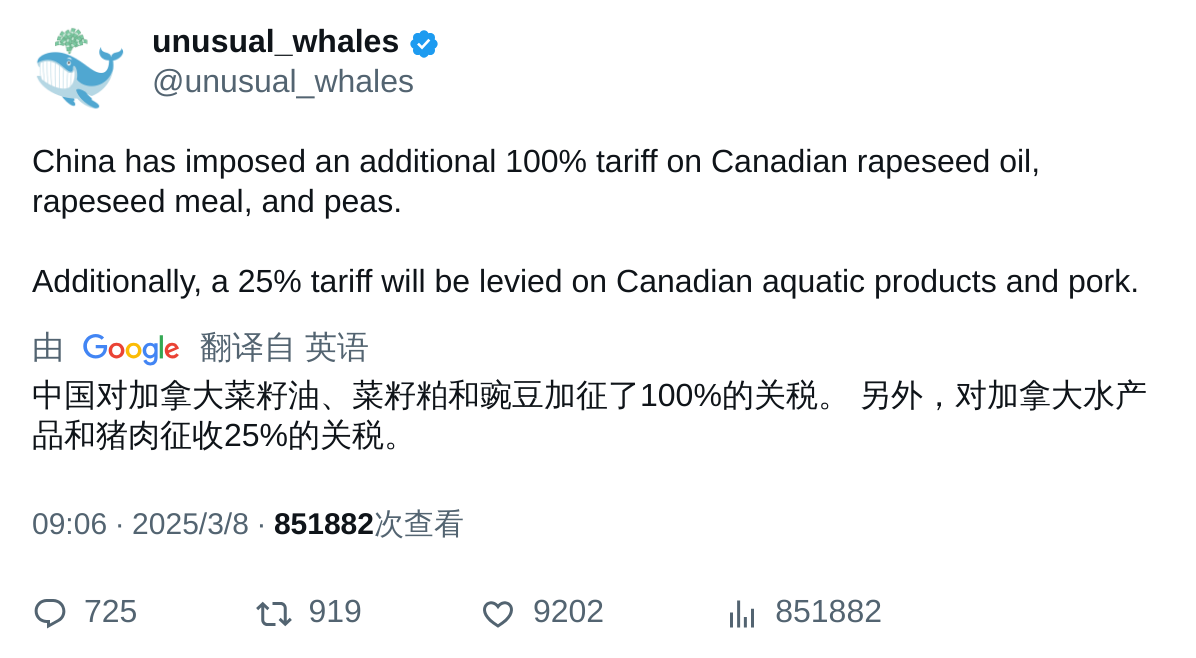 unusual_whales
@unusual_whales
China has imposed an additional 100% tariff on Canadian rapeseed oil,
rapeseed meal, and peas.
Additionally, a 25% tariff will be levied on Canadian aquatic products and pork.
由 Google 翻译自 英语
中国对加拿大菜籽油、菜籽粕和豌豆加征了100%的关税。 另外，对加拿大水产
品和猪肉征收25%的关税。
09:06 · 2025/3/8 · 851882次查看
725 919 9202 851882